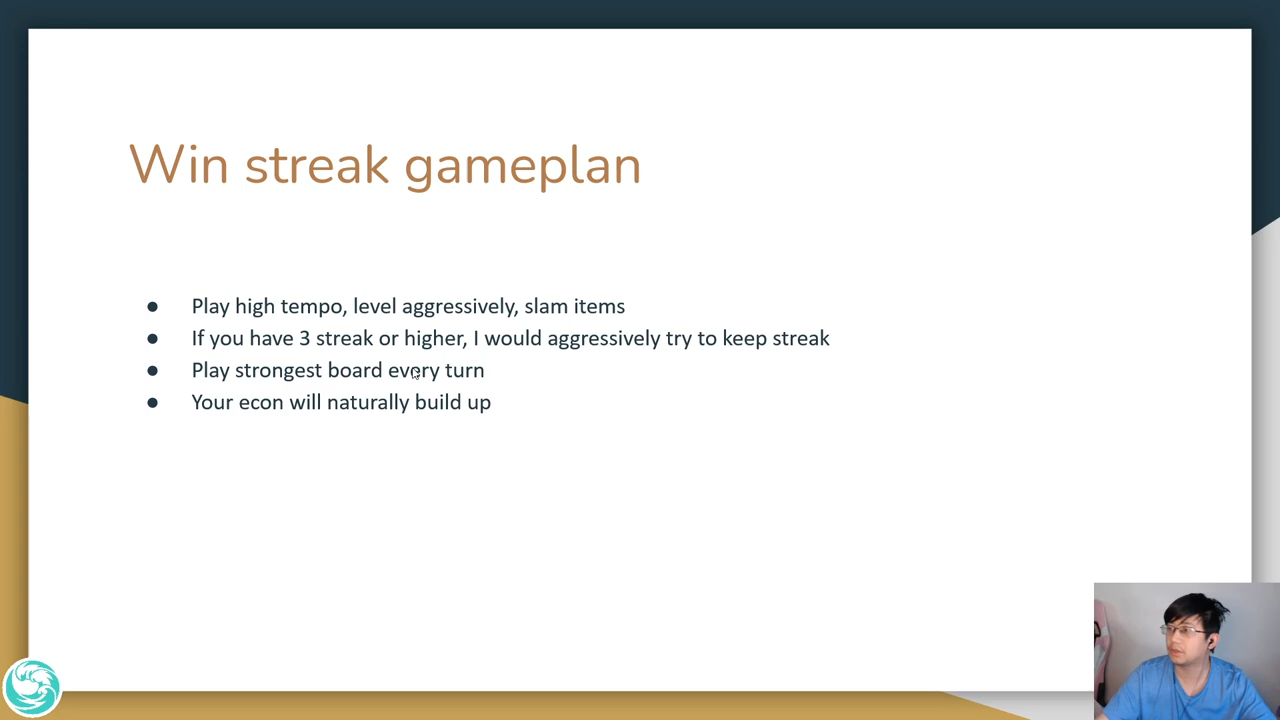 Win streak gameplan
● Play high tempo, level aggressively, slam items
● If you have 3 streak or higher, I would aggressively try to keep streak
● Play strongest board every turn
● Your econ will naturally build up